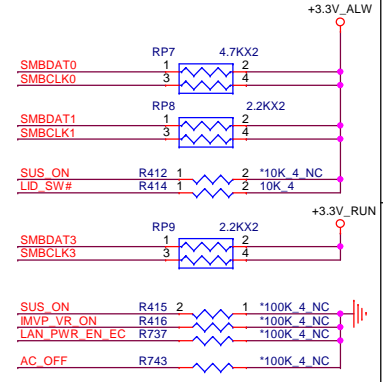 +3.3V_ALW
RP7 4.7KX2
SMBDAT0 1 2
SMBCLK0 3 4
RP8 2.2KX2
SMBDAT1 1 2
SMBCLK1 3 4
SUS_ON R412 1 2 *10K_4_NC
LID_SW# R414 1 2 10K_4
+3.3V_RUN
RP9 2.2KX2
SMBDAT3 1 2
SMBCLK3 3 4
SUS_ON R415 2 1 *100K_4_NC
IMVP_VR_ON R416 *100K_4_NC
LAN_PWR_EN_EC R737 *100K_4_NC
AC_OFF R743 *100K_4_NC